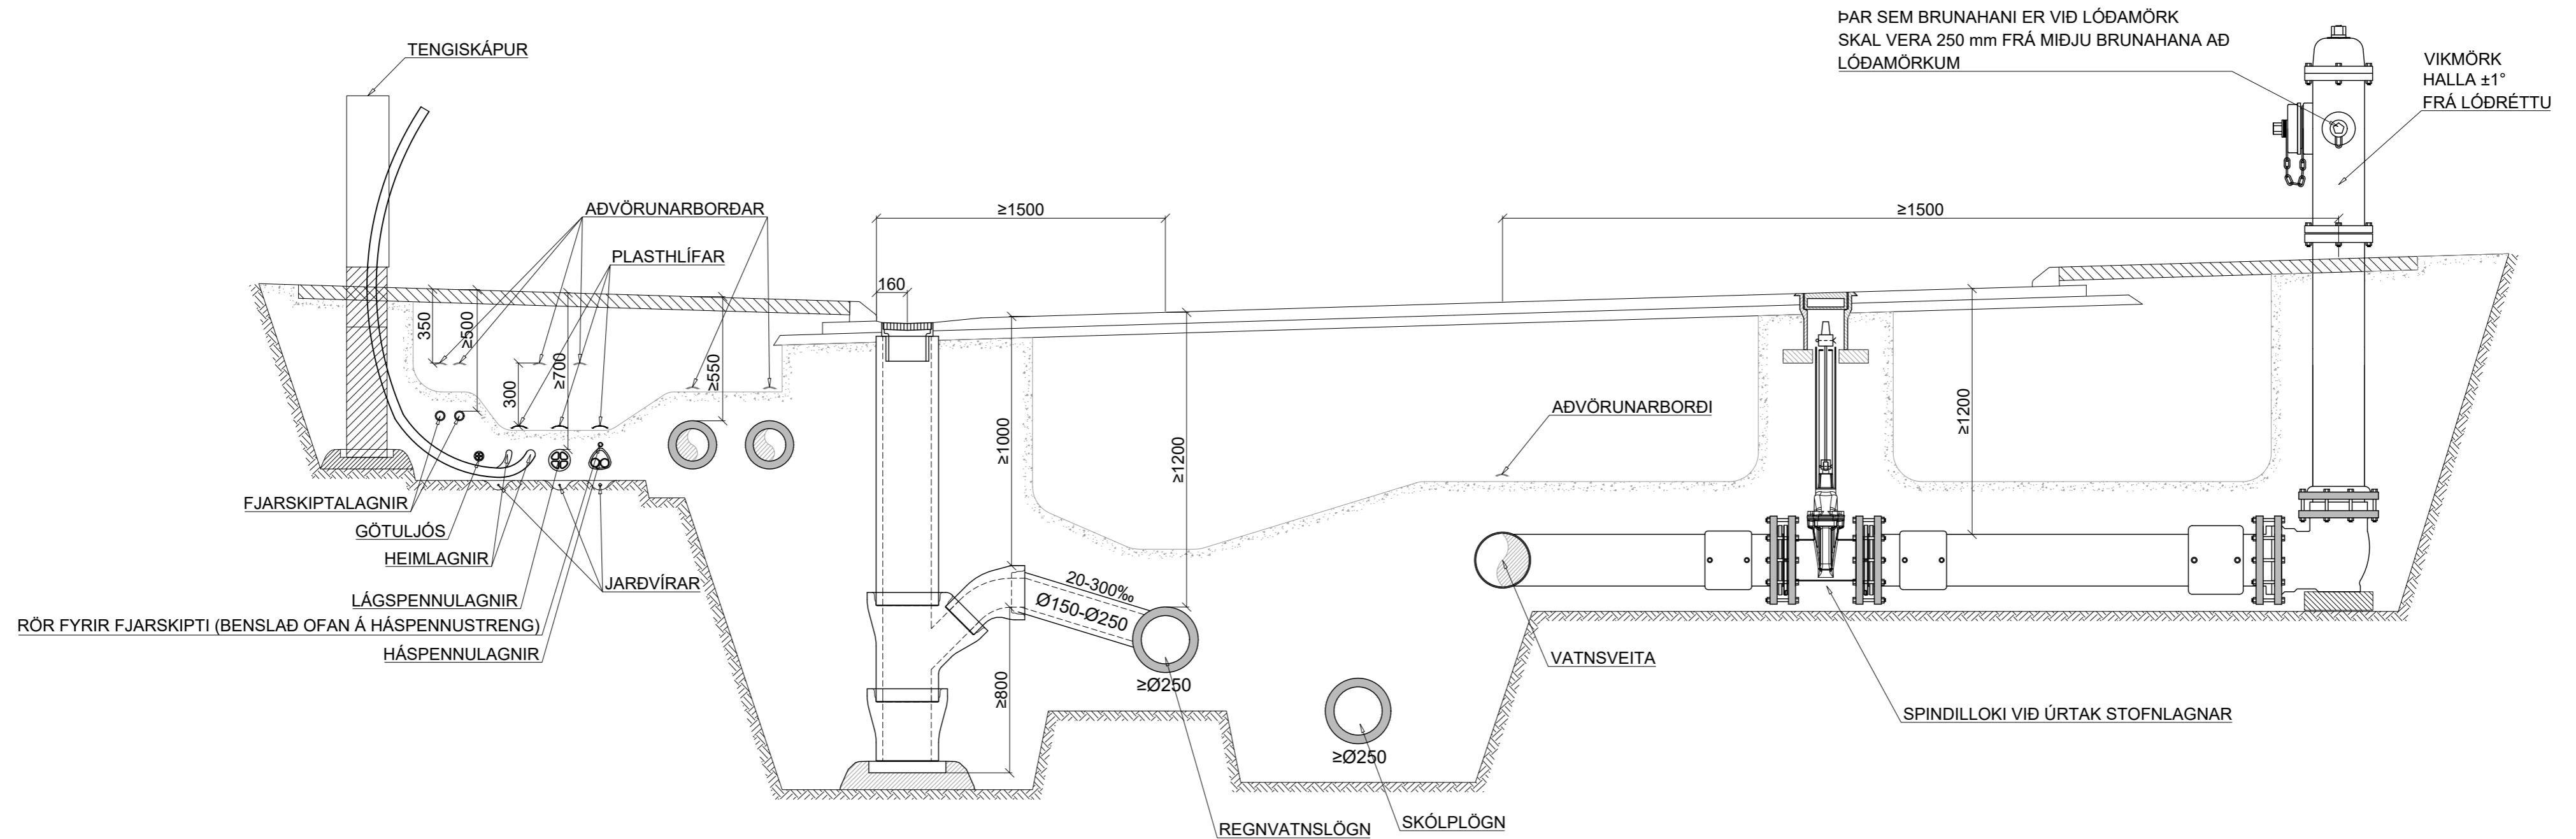 ÞAR SEM BRUNAHANI ER VIÐ LÓÐAMÖRK
SKAL VERA 250 mm FRÁ MIÐJU BRUNAHANA AÐ
LÓÐAMÖRKUM
TENGISKÁPUR
VIKMÖRK
HALLA ±1°
FRÁ LÓÐRÉTTU
AÐVÖRUNARBORÐAR
≥1500
≥1500
PLASTHLÍFAR
160
350
≥500
300
≥700
≥550
≥1000
≥1200
≥1200
AÐVÖRUNARBORÐI
FJARSKIPTALAGNIR
GÖTULJÓS
HEIMLAGNIR
JARÐVÍRAR
LÁGSPENNULAGNIR
RÖR FYRIR FJARSKIPTI (BENSLAÐ OFAN Á HÁSPENNUSTRENG)
HÁSPENNULAGNIR
20-300‰
Ø150-Ø250
≥800
≥Ø250
VATNSVEITA
≥Ø250
SPINDILLOKI VIÐ ÚRTAK STOFNLAGNAR
REGNVATNSLÖGN
SKÓLPLÖGN